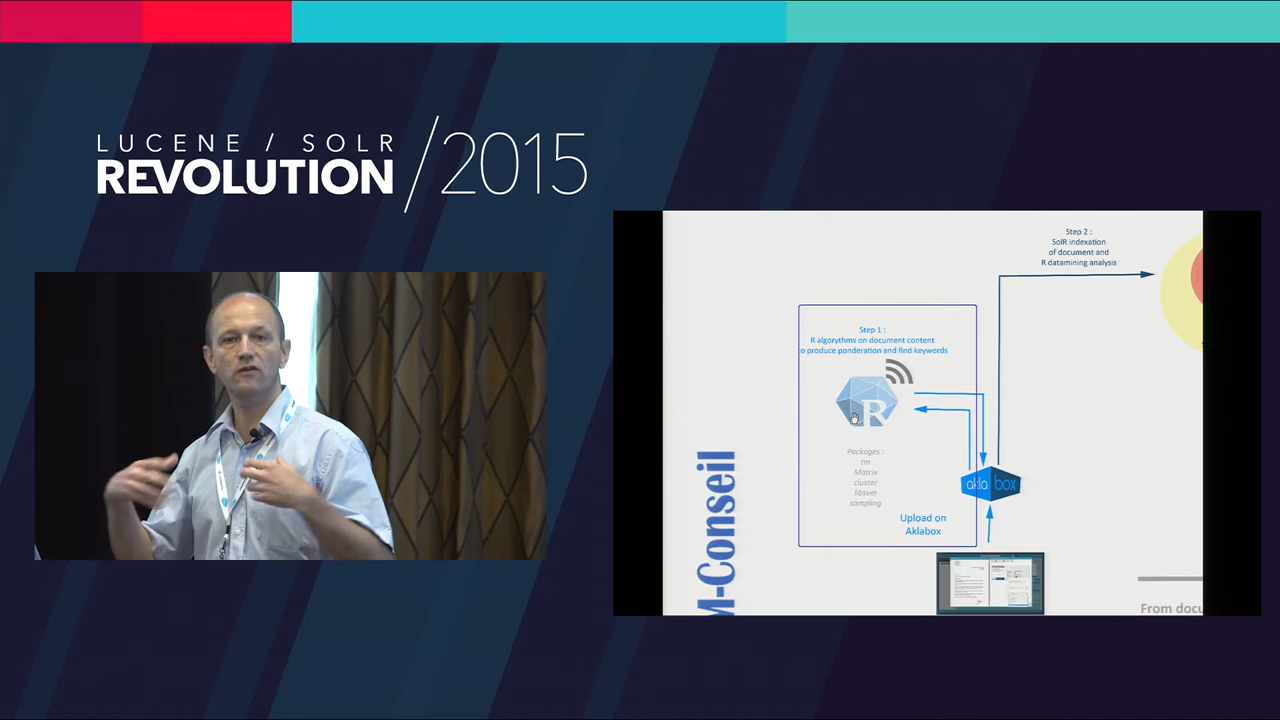 LUCENE / SOLR
REVOLUTION /2015
Step 2 :
SolR indexation
of document and
R datamining analysis
Step 1 :
R algorythms on document content
to produce ponderation and find keywords
R
Packages :
tm
Matrix
cluster
libsvm
sampling
akla box
Upload on
Aklabox
M-Conseil
From docu